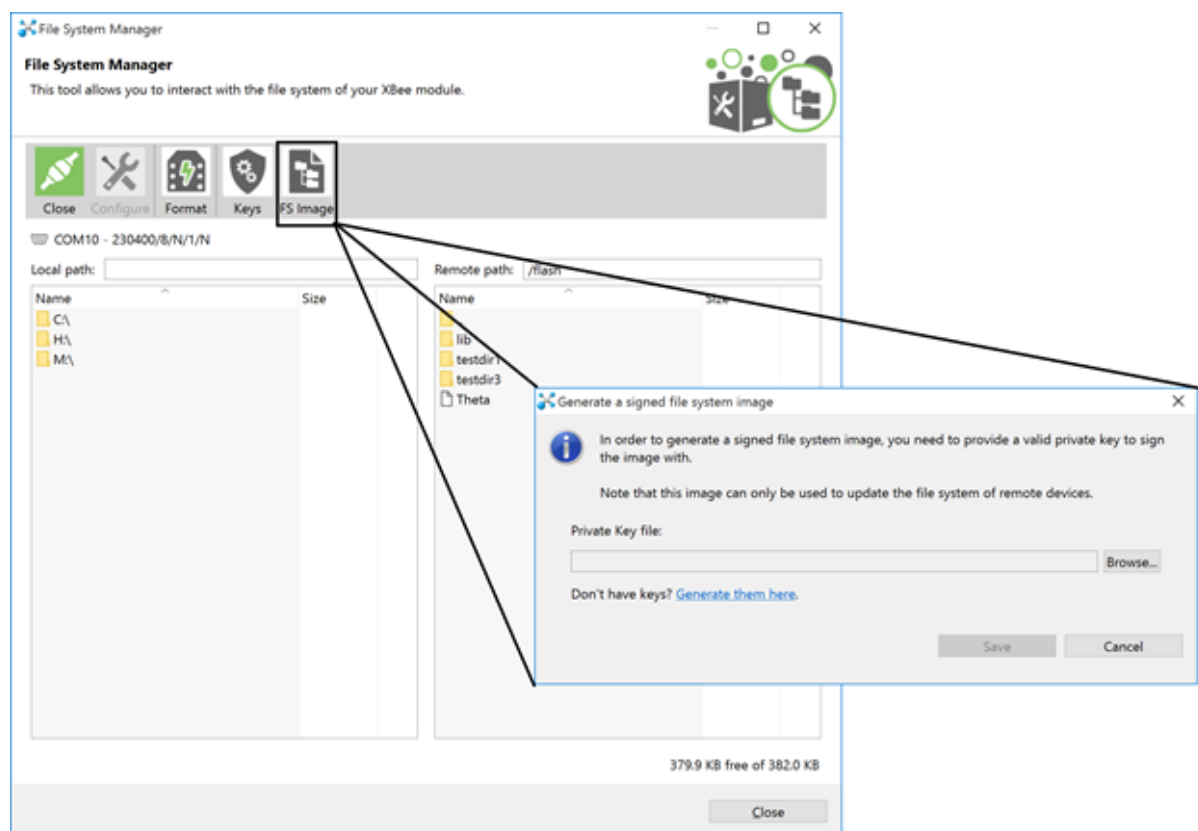 File System Manager
File System Manager
This tool allows you to interact with the file system of your XBee module.
Close Configure Format Keys FS Image
COM10 - 230400/8/N/1/N
Local path:
Remote path: /flash
Name Size
C:\
H:\
M:\
Name Size
lib
testdir1
testdir3
Theta
Generate a signed file system image
In order to generate a signed file system image, you need to provide a valid private key to sign
the image with.
Note that this image can only be used to update the file system of remote devices.
Private Key file:
Browse...
Don't have keys? Generate them here.
Save Cancel
379.9 KB free of 382.0 KB
Close